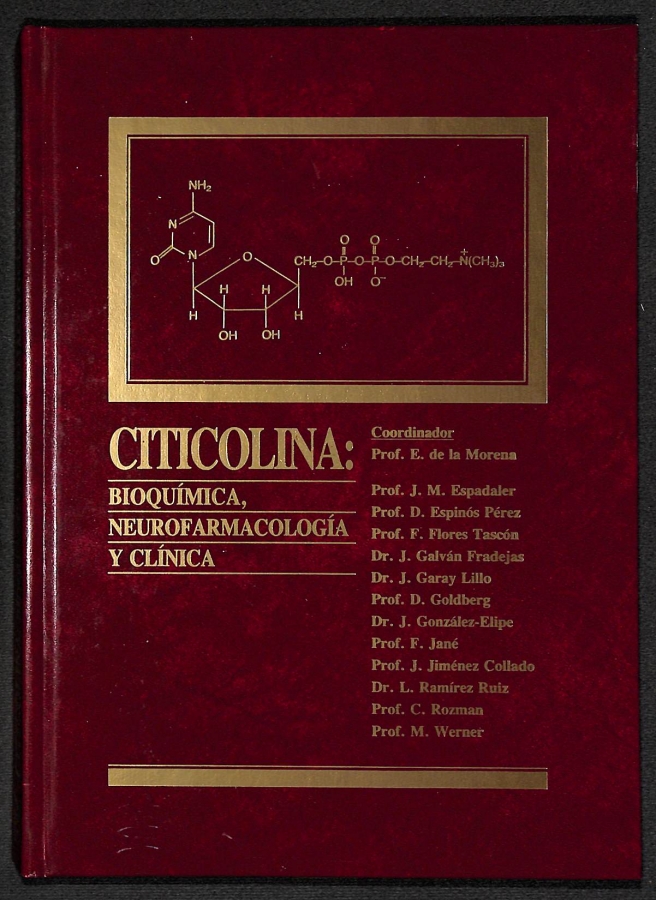 NH₂
N
O
N
O
CH₂-O-P-O-P-O-CH₂-CH₂-N(CH₃)₃
O
O
+
OH
O⁻
H
H
H
H
OH
OH
CITICOLINA:
BIOQUÍMICA,
NEUROFARMACOLOGÍA
Y CLÍNICA
Coordinador
Prof. E. de la Morena
Prof. J. M. Espadaler
Prof. D. Espinós Pérez
Prof. F. Flores Tascón
Dr. J. Galván Fradejas
Dr. J. Garay Lillo
Prof. D. Goldberg
Dr. J. González-Elipe
Prof. F. Jané
Prof. J. Jiménez Collado
Dr. L. Ramírez Ruiz
Prof. C. Rozman
Prof. M. Werner